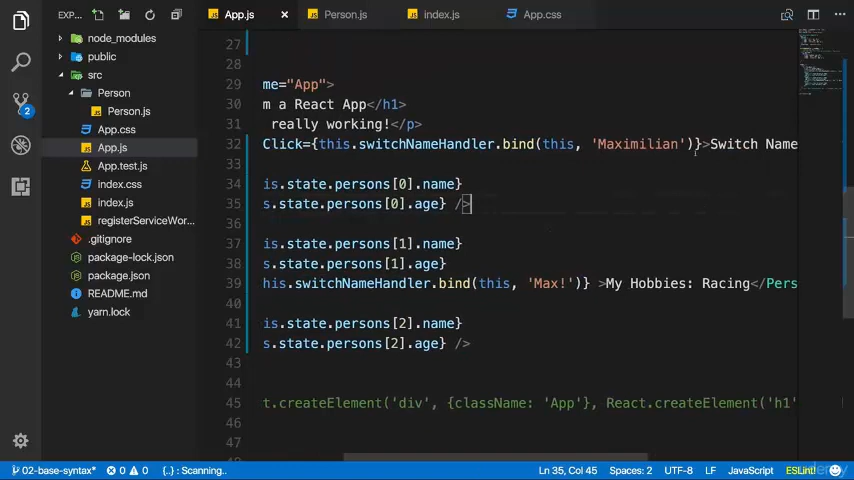 EXP...
App.js
Person.js
index.js
App.css
node_modules
public
src
Person
Person.js
App.css
App.js
App.test.js
index.css
index.js
registerServiceWor...
.gitignore
package-lock.json
package.json
README.md
yarn.lock
2
27
28
29 me="App">
30 m a React App</h1>
31 really working!</p>
32 Click={this.switchNameHandler.bind(this, 'Maximilian')}>Switch Name
33
34 is.state.persons[0].name}
35 s.state.persons[0].age} />
36
37 is.state.persons[1].name}
38 s.state.persons[1].age}
39 his.switchNameHandler.bind(this, 'Max!')} >My Hobbies: Racing</Pers
40
41 is.state.persons[2].name}
42 s.state.persons[2].age} />
43
44
45 t.createElement('div', {className: 'App'}, React.createElement('h1'
46
47
02-base-syntax* 0 0 {..} : Scanning.. Ln 35, Col 45 Spaces: 2 UTF-8 LF JavaScript ESLint!